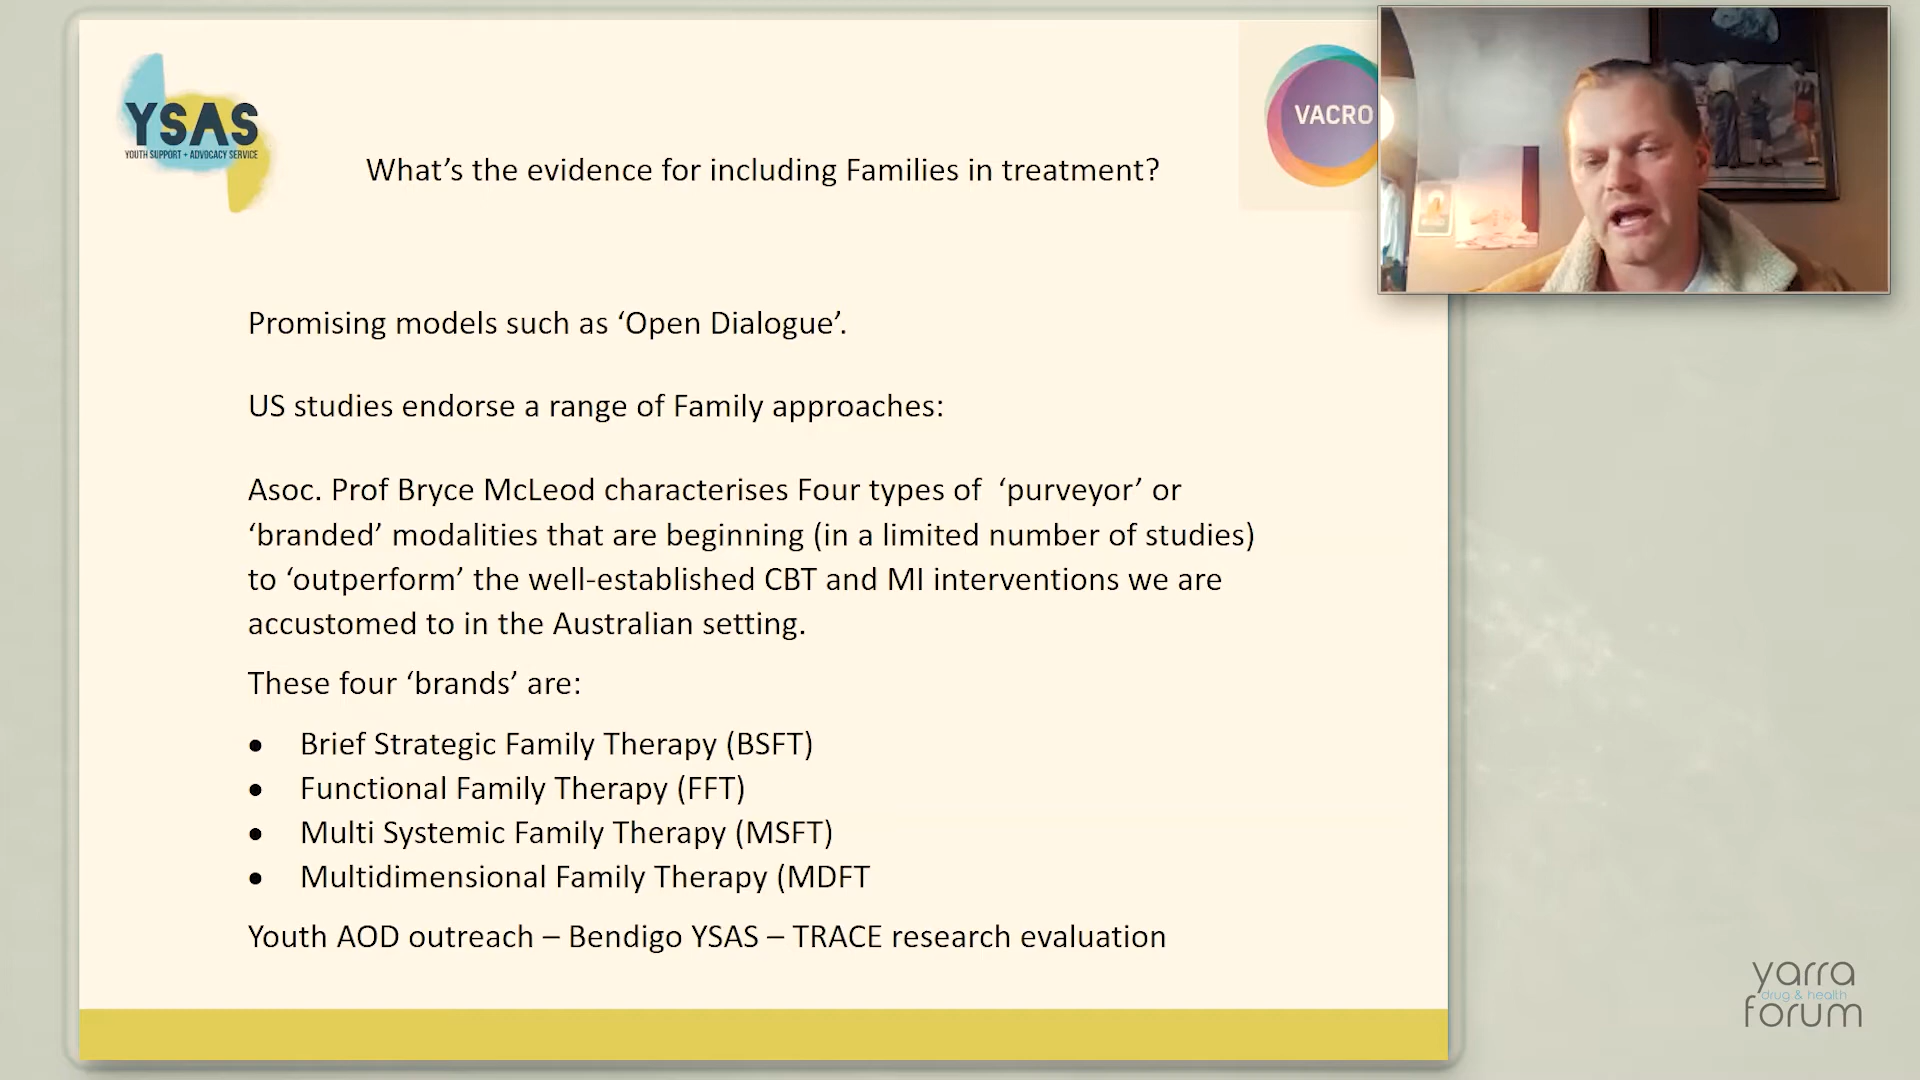 YSAS
YOUTH SUPPORT + ADVOCACY SERVICE
VACRO
What’s the evidence for including Families in treatment?
Promising models such as ‘Open Dialogue’.
US studies endorse a range of Family approaches:
Asoc. Prof Bryce McLeod characterises Four types of ‘purveyor’ or
‘branded’ modalities that are beginning (in a limited number of studies)
to ‘outperform’ the well-established CBT and MI interventions we are
accustomed to in the Australian setting.
These four ‘brands’ are:
• Brief Strategic Family Therapy (BSFT)
• Functional Family Therapy (FFT)
• Multi Systemic Family Therapy (MSFT)
• Multidimensional Family Therapy (MDFT
Youth AOD outreach – Bendigo YSAS – TRACE research evaluation
yarra
drug & health
forum